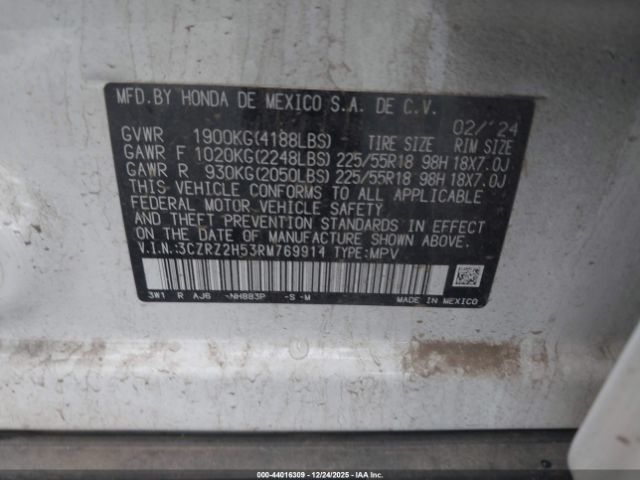 MFD.BY HONDA DE MEXICO S.A. DE C.V.
02/'24
GVWR 1900KG(4188LBS) TIRE SIZE RIM SIZE
GAWR F 1020KG(2248LBS) 225/55R18 98H 18X7.0J
GAWR R 930KG(2050LBS) 225/55R18 98H 18X7.0J
THIS VEHICLE CONFORMS TO ALL APPLICABLE
FEDERAL MOTOR VEHICLE SAFETY
AND THEFT PREVENTION STANDARDS IN EFFECT
ON THE DATE OF MANUFACTURE SHOWN ABOVE.
V.I.N.:3CZRZ2H53RM769914 TYPE:MPV
3W1 R AJ6 -NH883P -S -M
MADE IN MEXICO
000-44016309 - 12/24/2025 - IAAI.COM